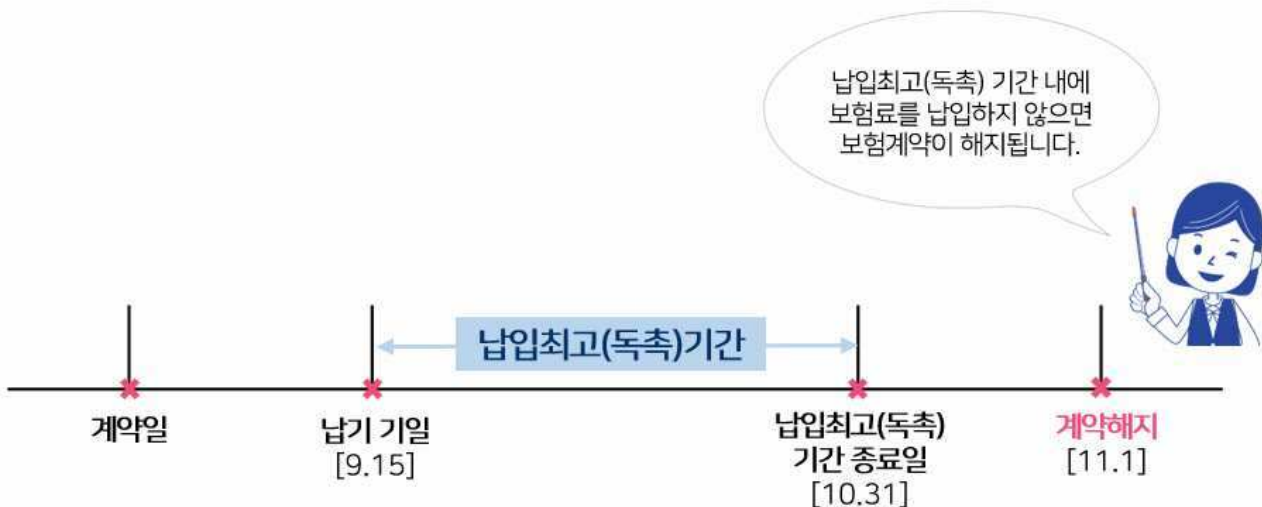 납입최고(독촉) 기간 내에
보험료를 납입하지 않으면
보험계약이 해지됩니다.
납입최고(독촉)기간
계약일
납기 기일
[9.15]
납입최고(독촉)
기간 종료일
[10.31]
계약해지
[11.1]